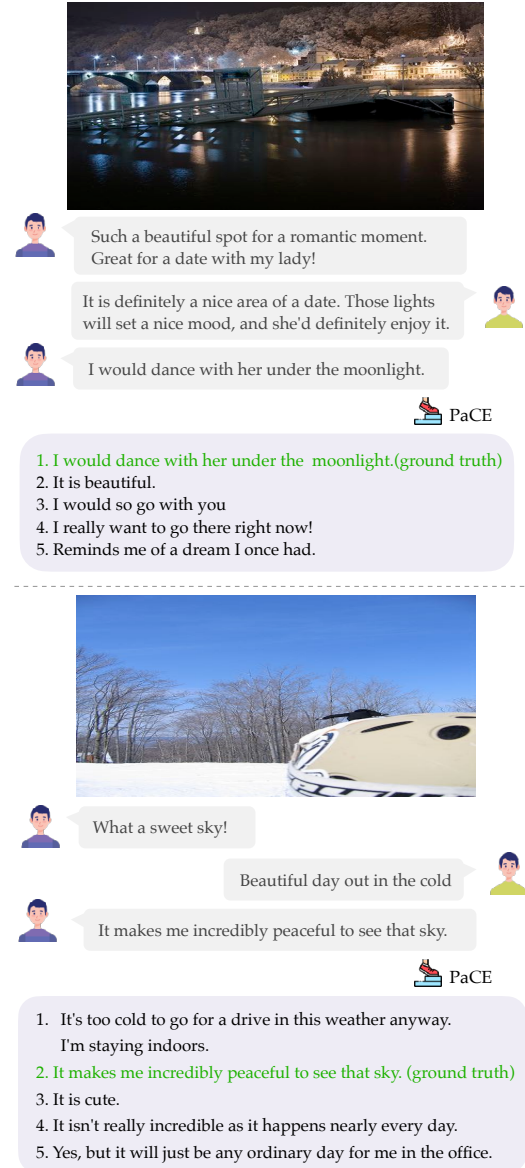 Such a beautiful spot for a romantic moment.
Great for a date with my lady!
It is definitely a nice area of a date. Those lights
will set a nice mood, and she'd definitely enjoy it.
I would dance with her under the moonlight.
PaCE
1. I would dance with her under the moonlight.(ground truth)
2. It is beautiful.
3. I would so go with you
4. I really want to go there right now!
5. Reminds me of a dream I once had.
What a sweet sky!
Beautiful day out in the cold
It makes me incredibly peaceful to see that sky.
PaCE
1. It's too cold to go for a drive in this weather anyway.
I'm staying indoors.
2. It makes me incredibly peaceful to see that sky. (ground truth)
3. It is cute.
4. It isn't really incredible as it happens nearly every day.
5. Yes, but it will just be any ordinary day for me in the office.